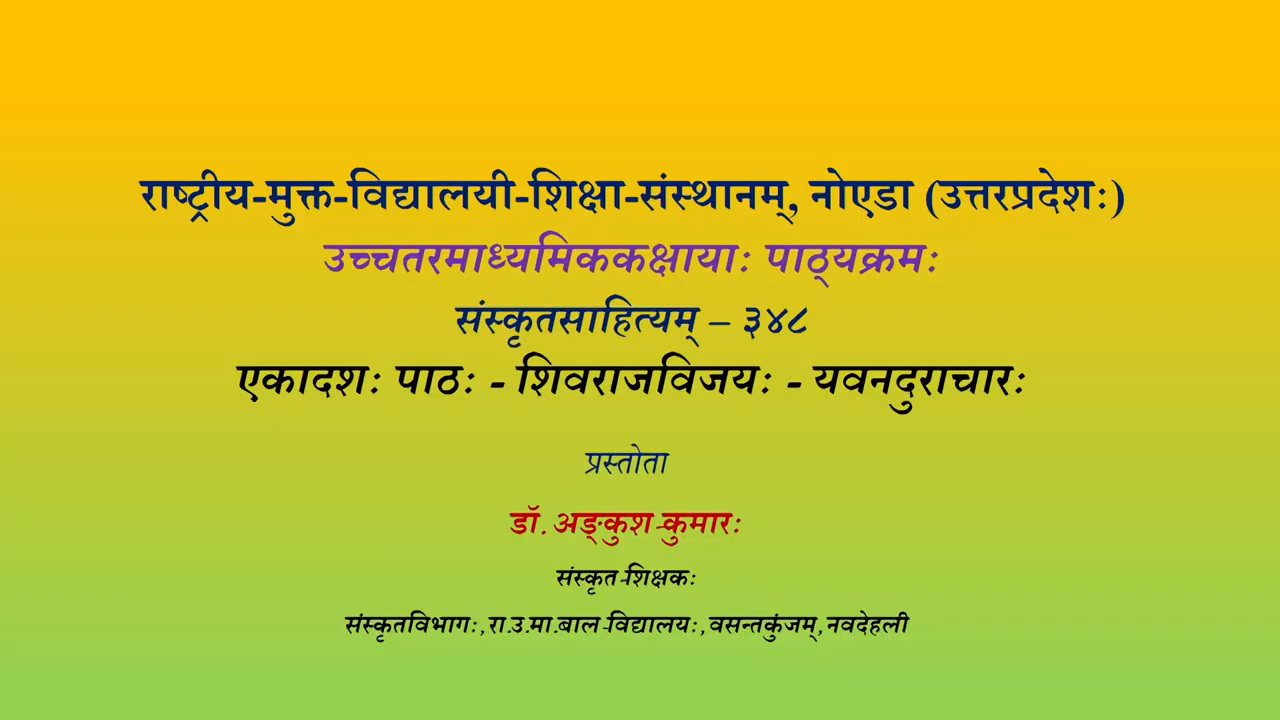 राष्ट्रीय-मुक्त-विद्यालयी-शिक्षा-संस्थानम्, नोएडा (उत्तरप्रदेशः)
उच्चतरमाध्यमिककक्षायाः पाठ्यक्रमः
संस्कृतसाहित्यम् – ३४८
एकादशः पाठः - शिवराजविजयः - यवनदुराचारः
प्रस्तोता
डॉ. अङ्कुश-कुमारः
संस्कृत-शिक्षकः
संस्कृतविभागः,रा.उ.मा.बाल-विद्यालयः,वसन्तकुंजम्,नवदेहली